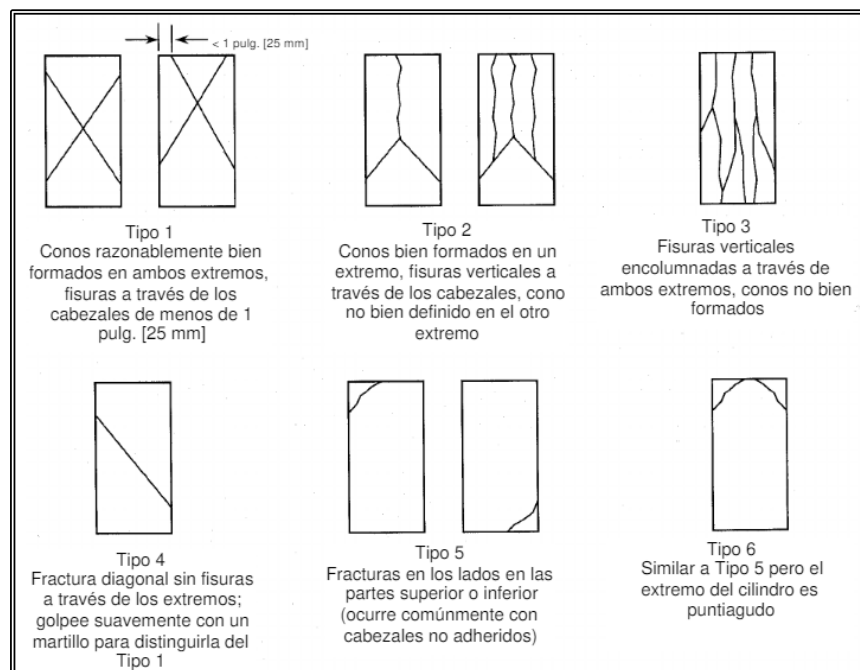 < 1 pulg. [25 mm]
Tipo 1
Conos razonablemente bien
formados en ambos extremos,
fisuras a través de los
cabezales de menos de 1
pulg. [25 mm]
Tipo 2
Conos bien formados en un
extremo, fisuras verticales a
través de los cabezales, cono
no bien definido en el otro
extremo
Tipo 3
Fisuras verticales
encolumnadas a través de
ambos extremos, conos no bien
formados
Tipo 4
Fractura diagonal sin fisuras
a través de los extremos;
golpee suavemente con un
martillo para distinguirla del
Tipo 1
Tipo 5
Fracturas en los lados en las
partes superior o inferior
(ocurre comúnmente con
cabezales no adheridos)
Tipo 6
Similar a Tipo 5 pero el
extremo del cilindro es
puntiagudo